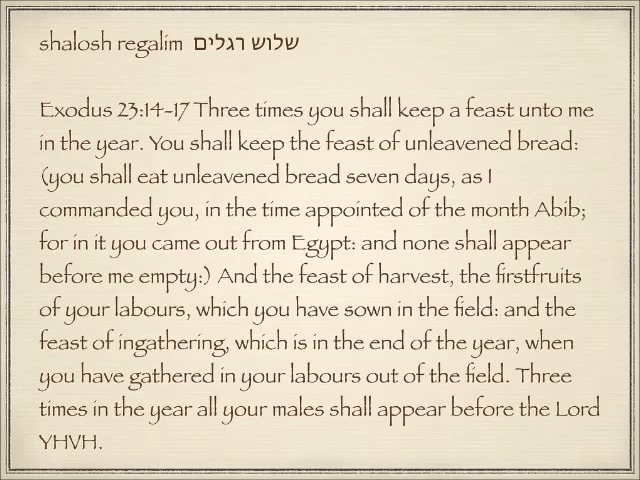 shalosh regalim שלוש רגלים
Exodus 23:14-17 Three times you shall keep a feast unto me
in the year. You shall keep the feast of unleavened bread:
(you shall eat unleavened bread seven days, as I
commanded you, in the time appointed of the month Abib;
for in it you came out from Egypt: and none shall appear
before me empty:) And the feast of harvest, the firstfruits
of your labours, which you have sown in the field: and the
feast of ingathering, which is in the end of the year, when
you have gathered in your labours out of the field. Three
times in the year all your males shall appear before the Lord
YHVH.